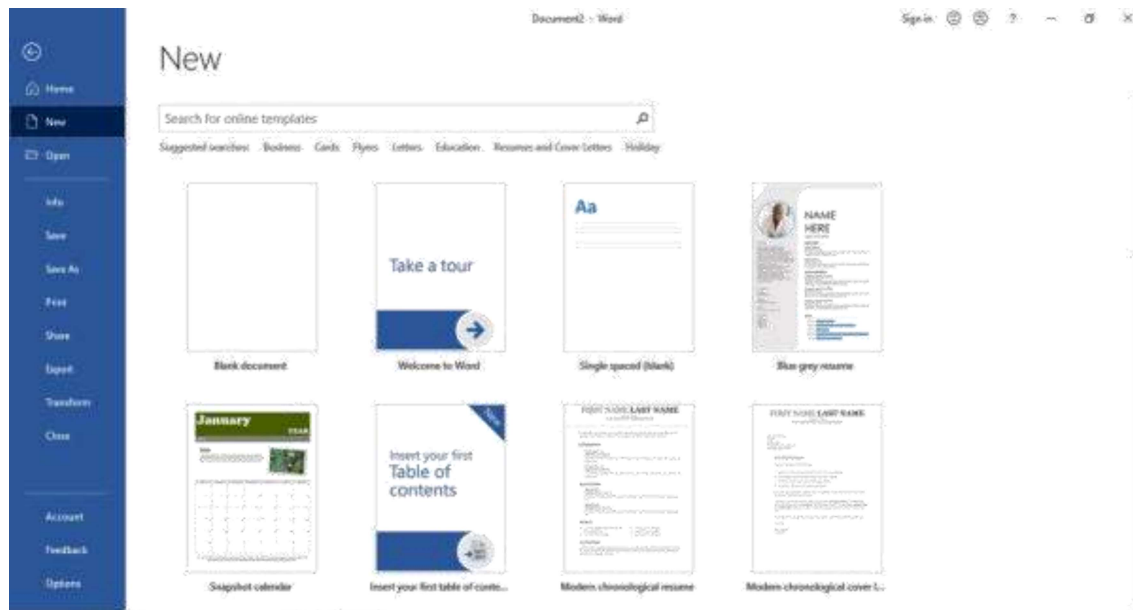 Document2 - Word
Sign in
?
New
Home
New
Open
Info
Save
Save As
Print
Share
Export
Transform
Close
Account
Feedback
Options
Search for online templates
Suggested searches: Business Cards Flyers Letters Education Resumes and Cover Letters Holiday
Blank document
Take a tour
Welcome to Word
Aa
Single spaced (blank)
NAME
HERE
Blue grey resume
January
YEAR
Snapshot calendar
New
Insert your first
Table of
contents
Insert your first table of conte...
FIRST NAME LAST NAME
Modern chronological resume
FIRST NAME LAST NAME
Modern chronological cover l...